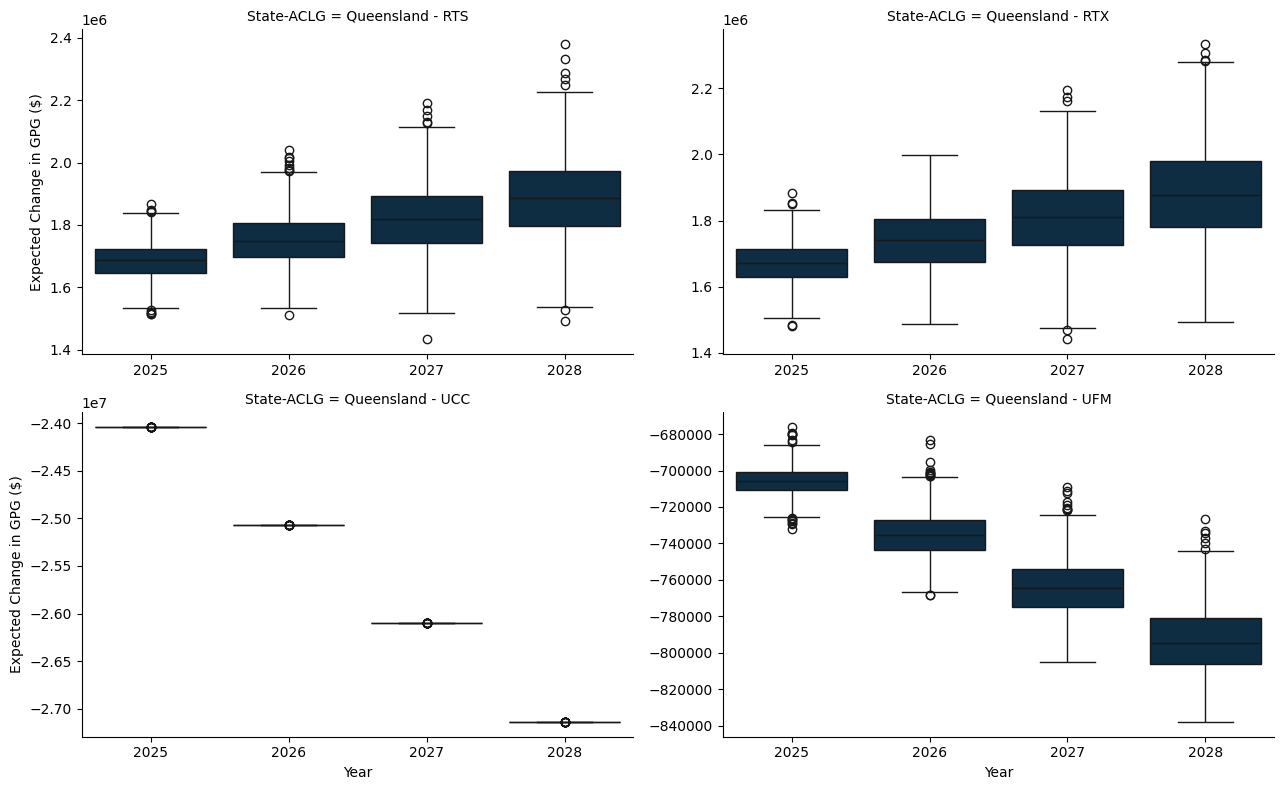 State-ACLG = Queensland - RTS
1e6
Expected Change in GPG ($)
2.4
2.2
2.0
1.8
1.6
1.4
2025 2026 2027 2028
State-ACLG = Queensland - RTX
1e6
2.2
2.0
1.8
1.6
1.4
2025 2026 2027 2028
State-ACLG = Queensland - UCC
1e7
Expected Change in GPG ($)
−2.40
−2.45
−2.50
−2.55
−2.60
−2.65
−2.70
2025 2026 2027 2028
Year
State-ACLG = Queensland - UFM
−680000
−700000
−720000
−740000
−760000
−780000
−800000
−820000
−840000
2025 2026 2027 2028
Year